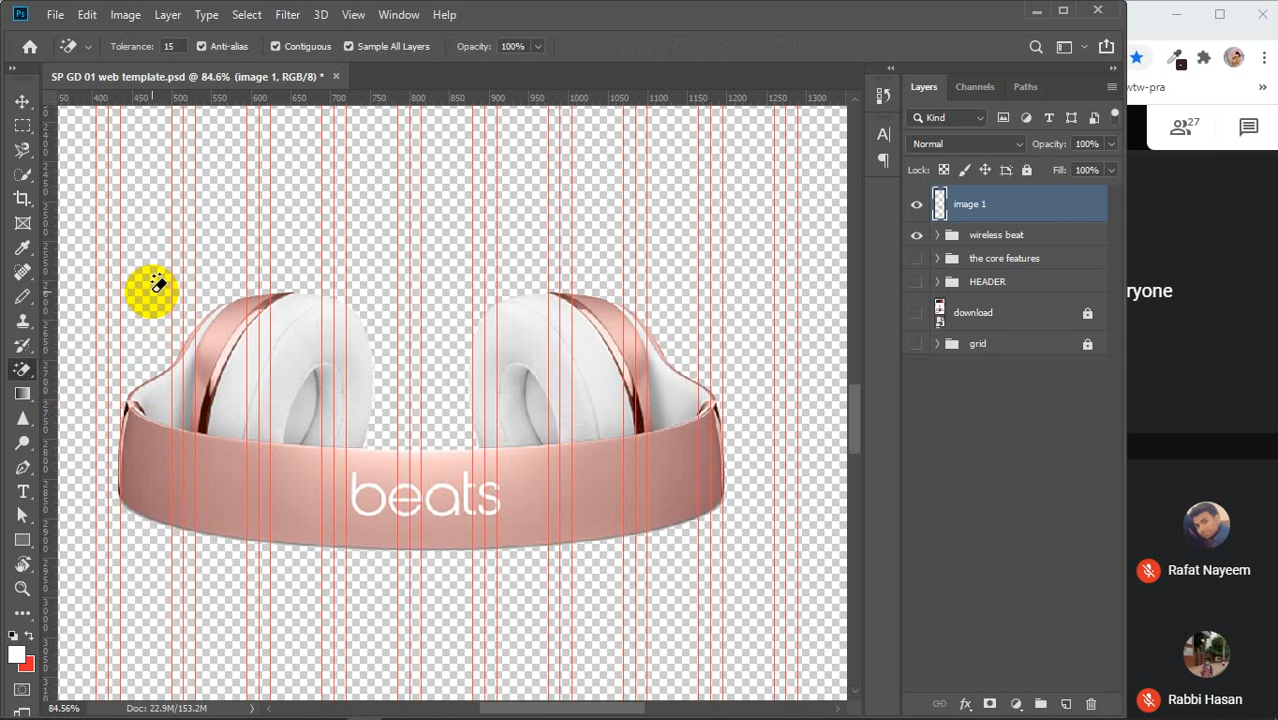 Ps File Edit Image Layer Type Select Filter 3D View Window Help
Tolerance: 15 Anti-alias Contiguous Sample All Layers Opacity: 100%
SP GD 01 web template.psd @ 84.6% (image 1, RGB/8) *
50 400 450 500 550 600 650 700 750 800 850 900 950 1000 1050 1100 1150 1200 1250 1300
Layers Channels Paths
Kind
Normal Opacity: 100%
Lock: Fill: 100%
image 1
wireless beat
the core features
HEADER
download
grid
beats
84.56% Doc: 22.9M/153.2M
wtw-pra
27
ryone
Rafat Nayeem
Rabbi Hasan